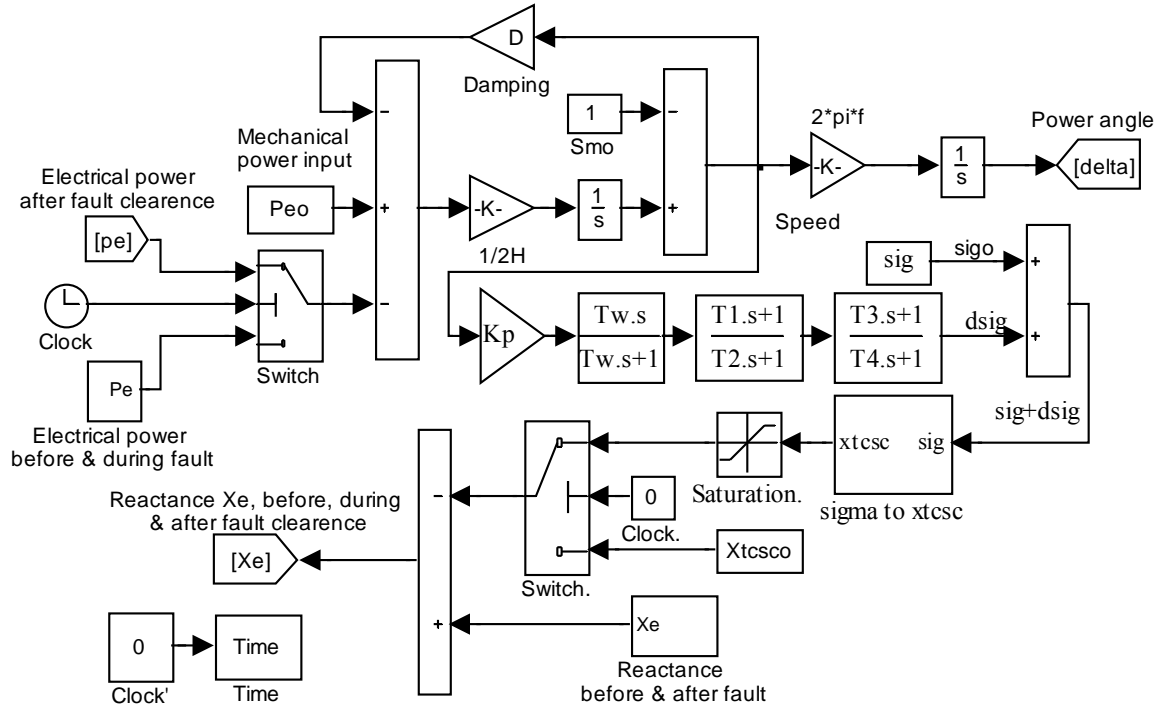 D
Damping
−
1
−
Smo
2*pi*f
-K-
Speed
1
s
Power angle
[delta]
Mechanical
power input
Peo
+
-K-
1/2H
1
s
+
Electrical power
after fault clearence
[pe]
−
Clock
Switch
Pe
Electrical power
before & during fault
sig
sigo
+
Kp
Tw.s
Tw.s+1
T1.s+1
T2.s+1
T3.s+1
T4.s+1
dsig
+
sig+dsig
xtcsc sig
sigma to xtcsc
Saturation.
−
0
Clock.
Xtcsco
Switch.
Reactance Xe, before, during
& after fault clearence
[Xe]
+
Xe
Reactance
before & after fault
0
Clock'
Time
Time